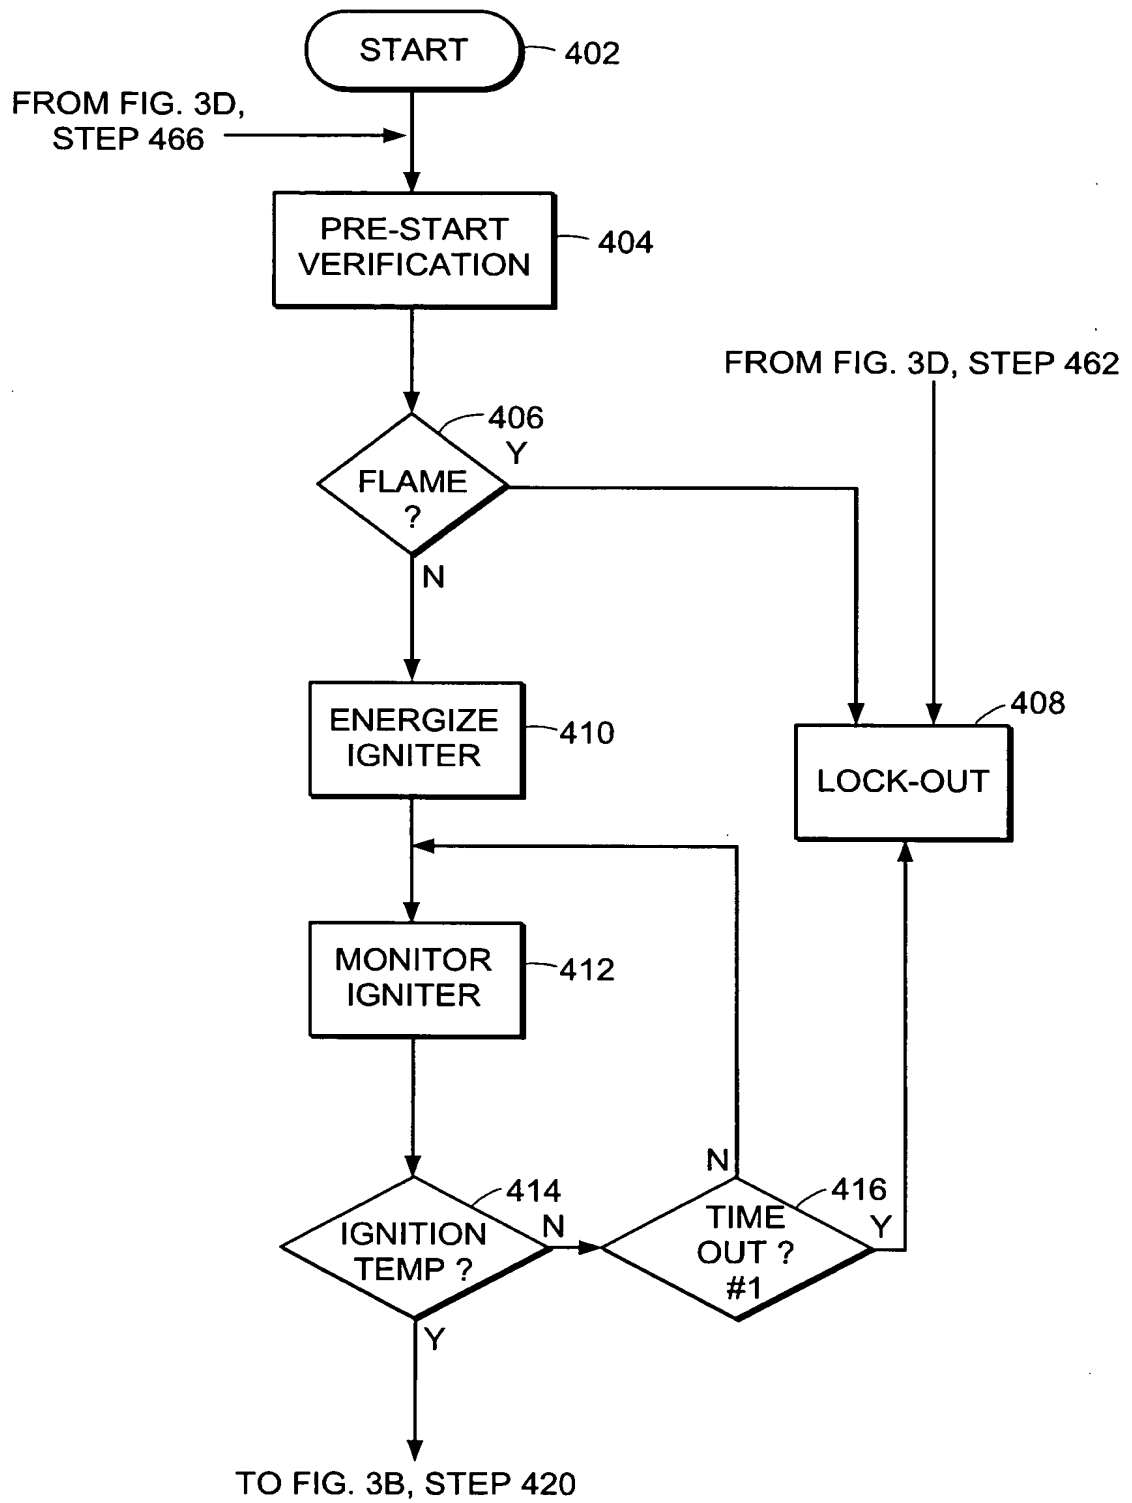 START
402
FROM FIG. 3D,
STEP 466
PRE-START
VERIFICATION
404
FROM FIG. 3D, STEP 462
406
Y
FLAME
?
N
ENERGIZE
IGNITER
410
408
LOCK-OUT
MONITOR
IGNITER
412
414
IGNITION
TEMP ?
N
Y
N
416
TIME
OUT ?
#1
Y
TO FIG. 3B, STEP 420